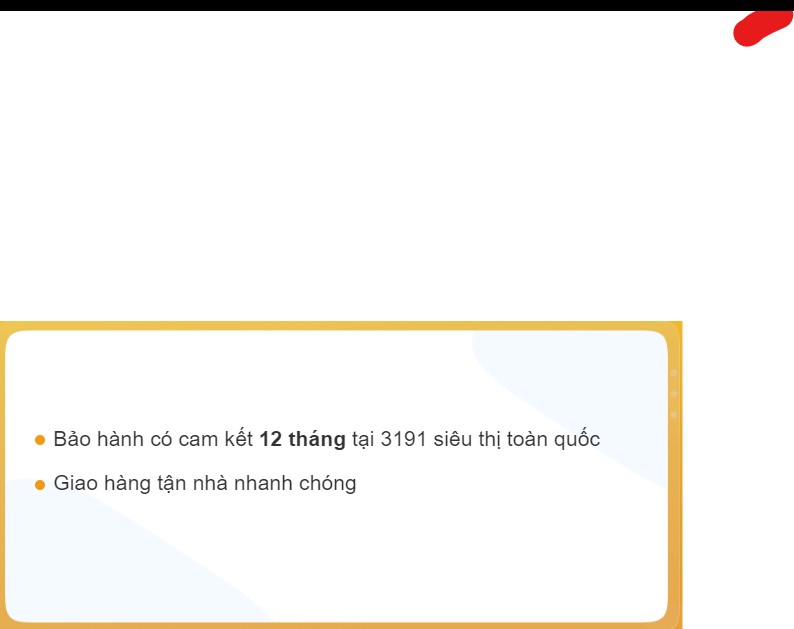 Bảo hành có cam kết 12 tháng tại 3191 siêu thị toàn quốc
Giao hàng tận nhà nhanh chóng